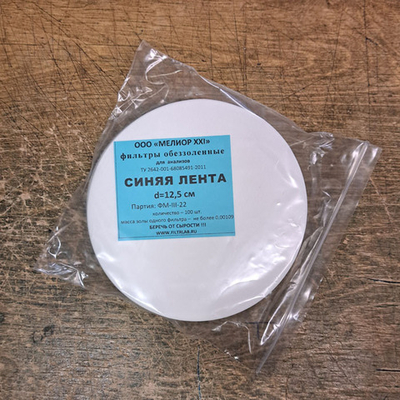 ООО «МЕЛИОР XXI»
фильтры обеззоленные
для анализов
ТУ 2642-001-68085491-2011
СИНЯЯ ЛЕНТА
d=12,5 см
Партия: ФМ-III-22
количество – 100 шт.
масса золы одного фильтра – не более 0,00105
БЕРЕЧЬ ОТ СЫРОСТИ !!!
WWW.FILTRLAB.RU